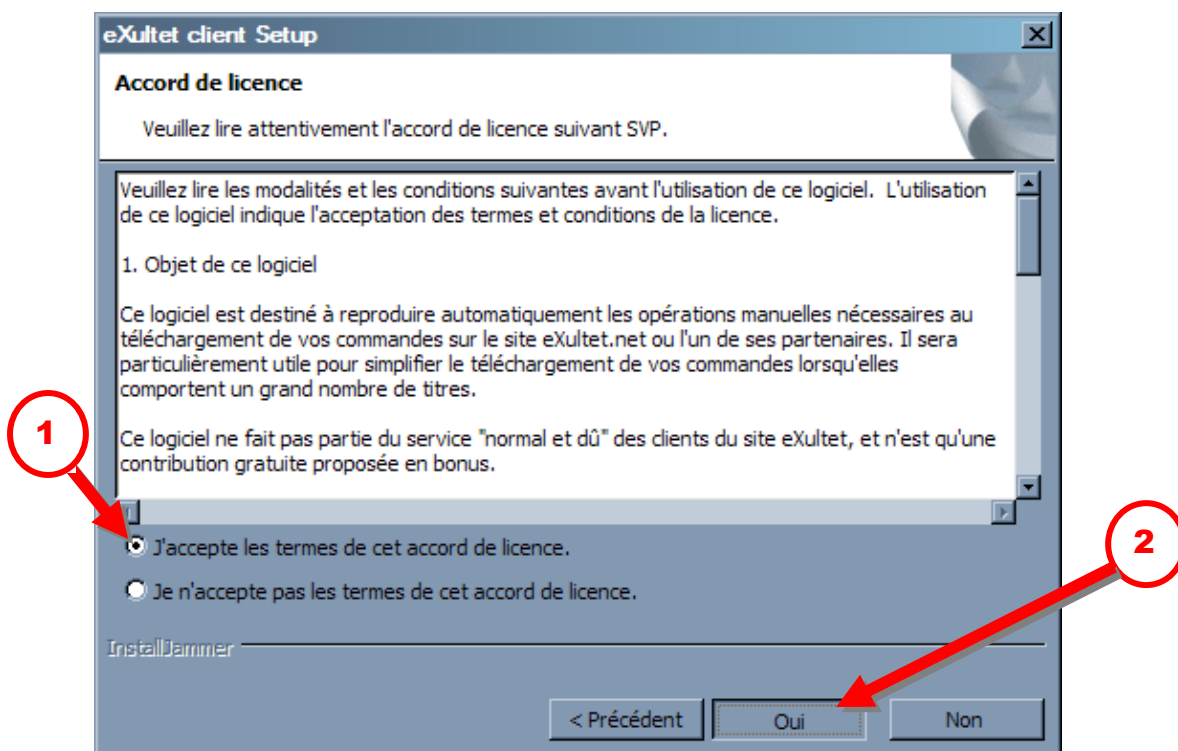 eXultet client Setup
Accord de licence
Veuillez lire attentivement l'accord de licence suivant SVP.
Veuillez lire les modalités et les conditions suivantes avant l'utilisation de ce logiciel.  L'utilisation
de ce logiciel indique l'acceptation des termes et conditions de la licence.
1. Objet de ce logiciel
Ce logiciel est destiné à reproduire automatiquement les opérations manuelles nécessaires au
téléchargement de vos commandes sur le site eXultet.net ou l'un de ses partenaires. Il sera
particulièrement utile pour simplifier le téléchargement de vos commandes lorsqu'elles
comportent un grand nombre de titres.
Ce logiciel ne fait pas partie du service "normal et dû" des clients du site eXultet, et n'est qu'une
contribution gratuite proposée en bonus.
1
J'accepte les termes de cet accord de licence.
2
Je n'accepte pas les termes de cet accord de licence.
InstallJammer
< Précédent
Oui
Non